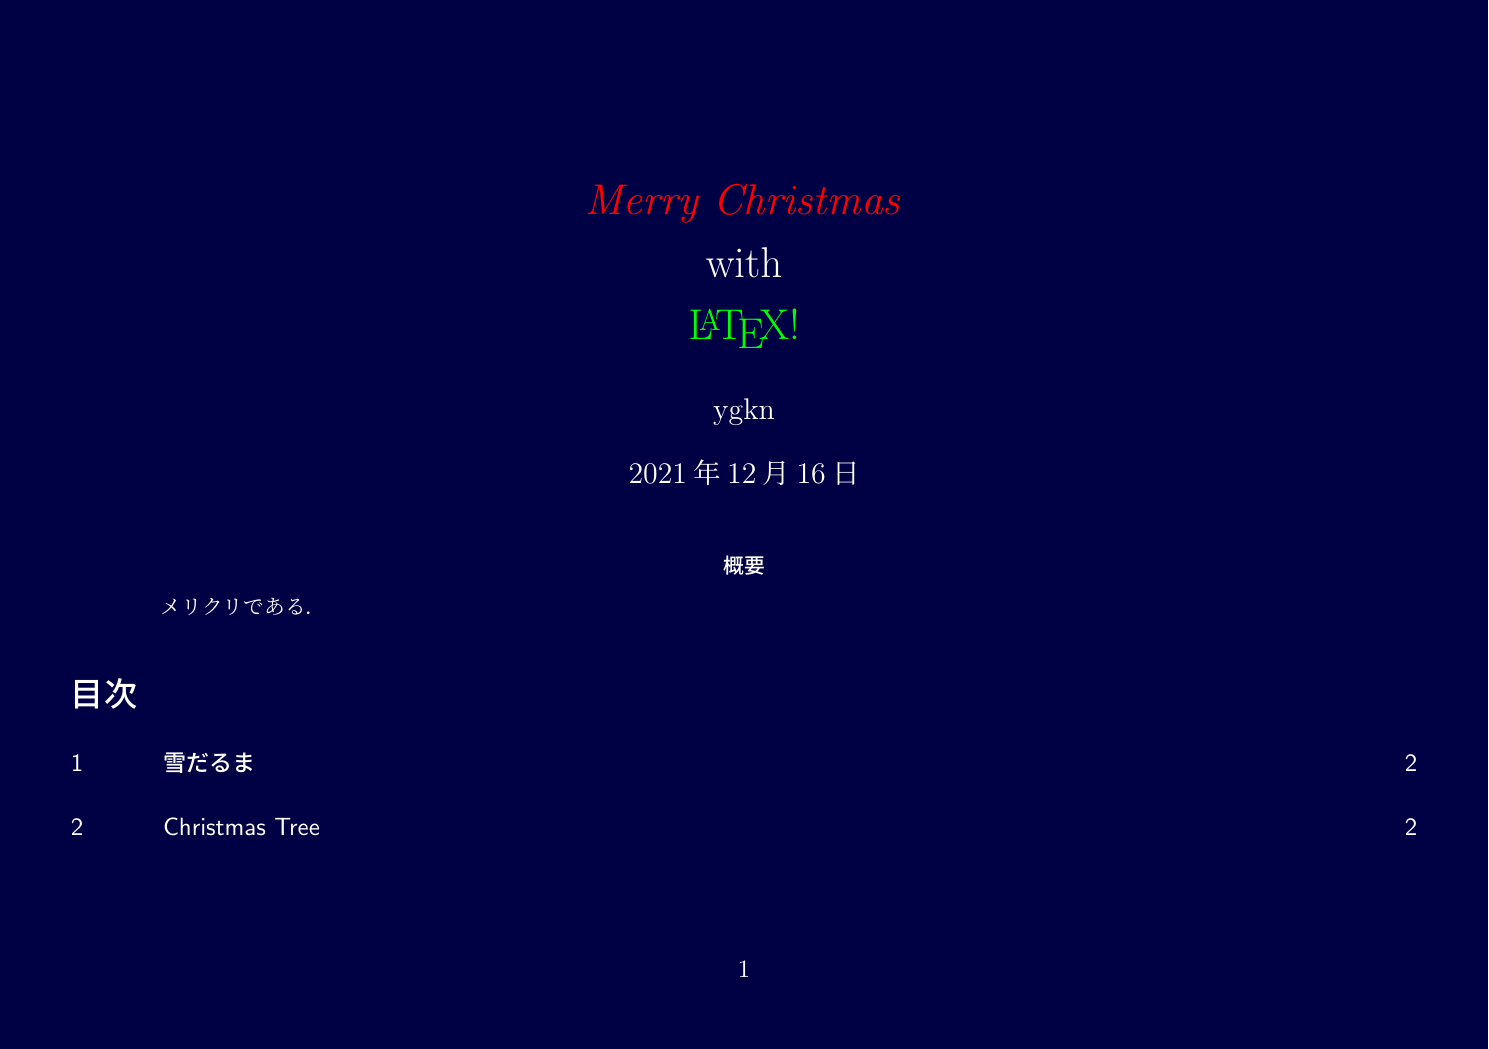 Merry Christmas
with
LATEX!
ygkn
2021 年 12 月 16 日
概要
メリクリである.
目次
1 雪だるま 2
2 Christmas Tree 2
1